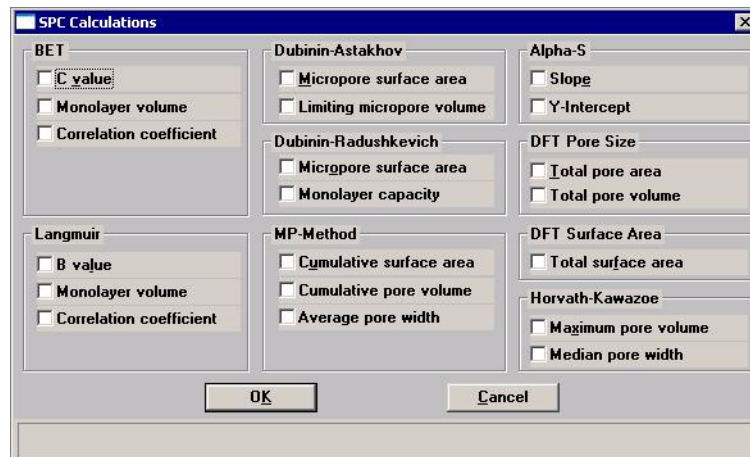 SPC Calculations
BET
C value
Monolayer volume
Correlation coefficient
Langmuir
B value
Monolayer volume
Correlation coefficient
Dubinin-Astakhov
Micropore surface area
Limiting micropore volume
Dubinin-Radushkevich
Micropore surface area
Monolayer capacity
MP-Method
Cumulative surface area
Cumulative pore volume
Average pore width
Alpha-S
Slope
Y-Intercept
DFT Pore Size
Total pore area
Total pore volume
DFT Surface Area
Total surface area
Horvath-Kawazoe
Maximum pore volume
Median pore width
OK
Cancel